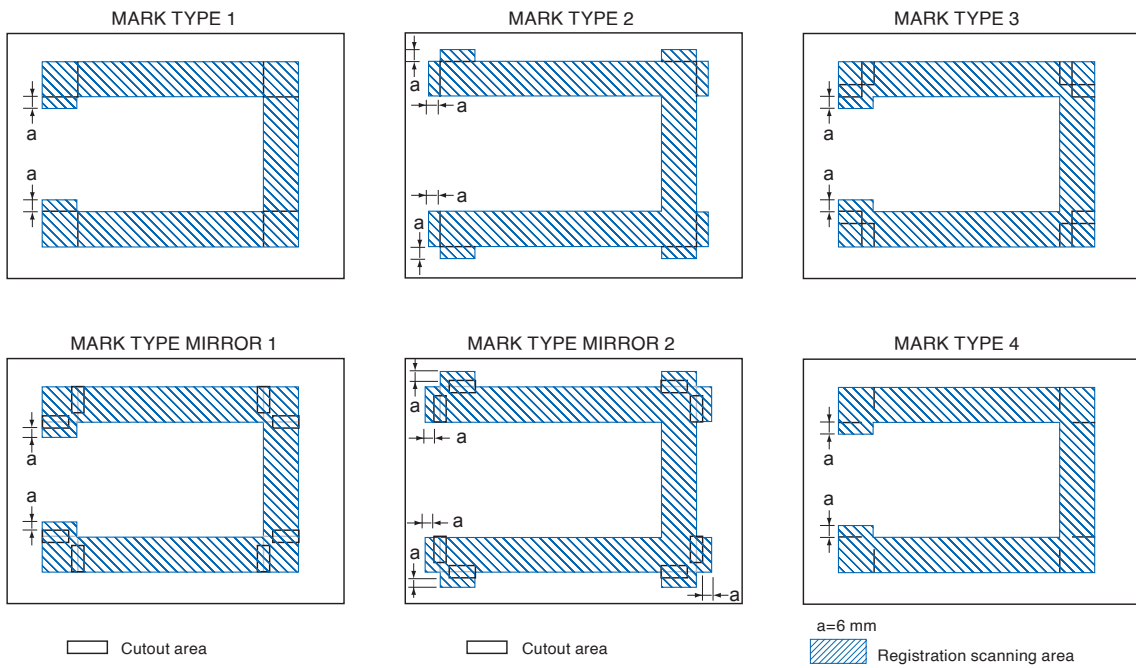 MARK TYPE 1
a
a
MARK TYPE 2
a
a
a
a
MARK TYPE 3
a
a
MARK TYPE MIRROR 1
a
a
MARK TYPE MIRROR 2
a
a
a
a
a
MARK TYPE 4
a
a
Cutout area
Cutout area
a=6 mm
Registration scanning area